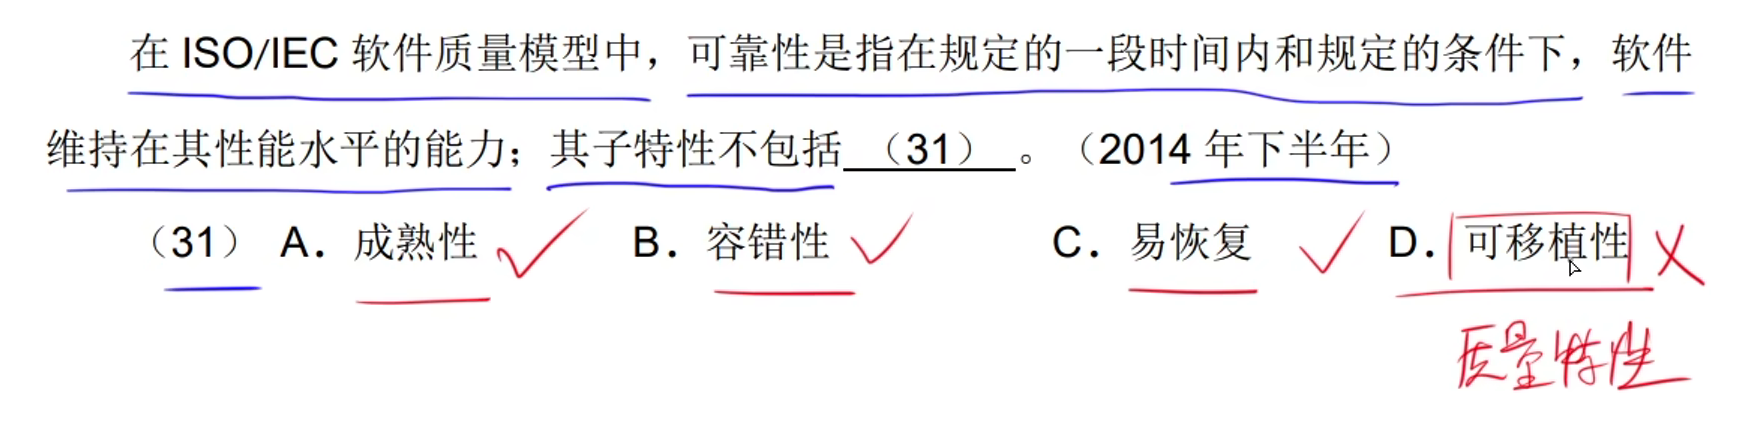 在 ISO/IEC 软件质量模型中，可靠性是指在规定的一段时间内和规定的条件下，软件
维持在其性能水平的能力；其子特性不包括（31）。（2014 年下半年）
（31） A．成熟性 B．容错性 C．易恢复 D．可移植性
质量特性